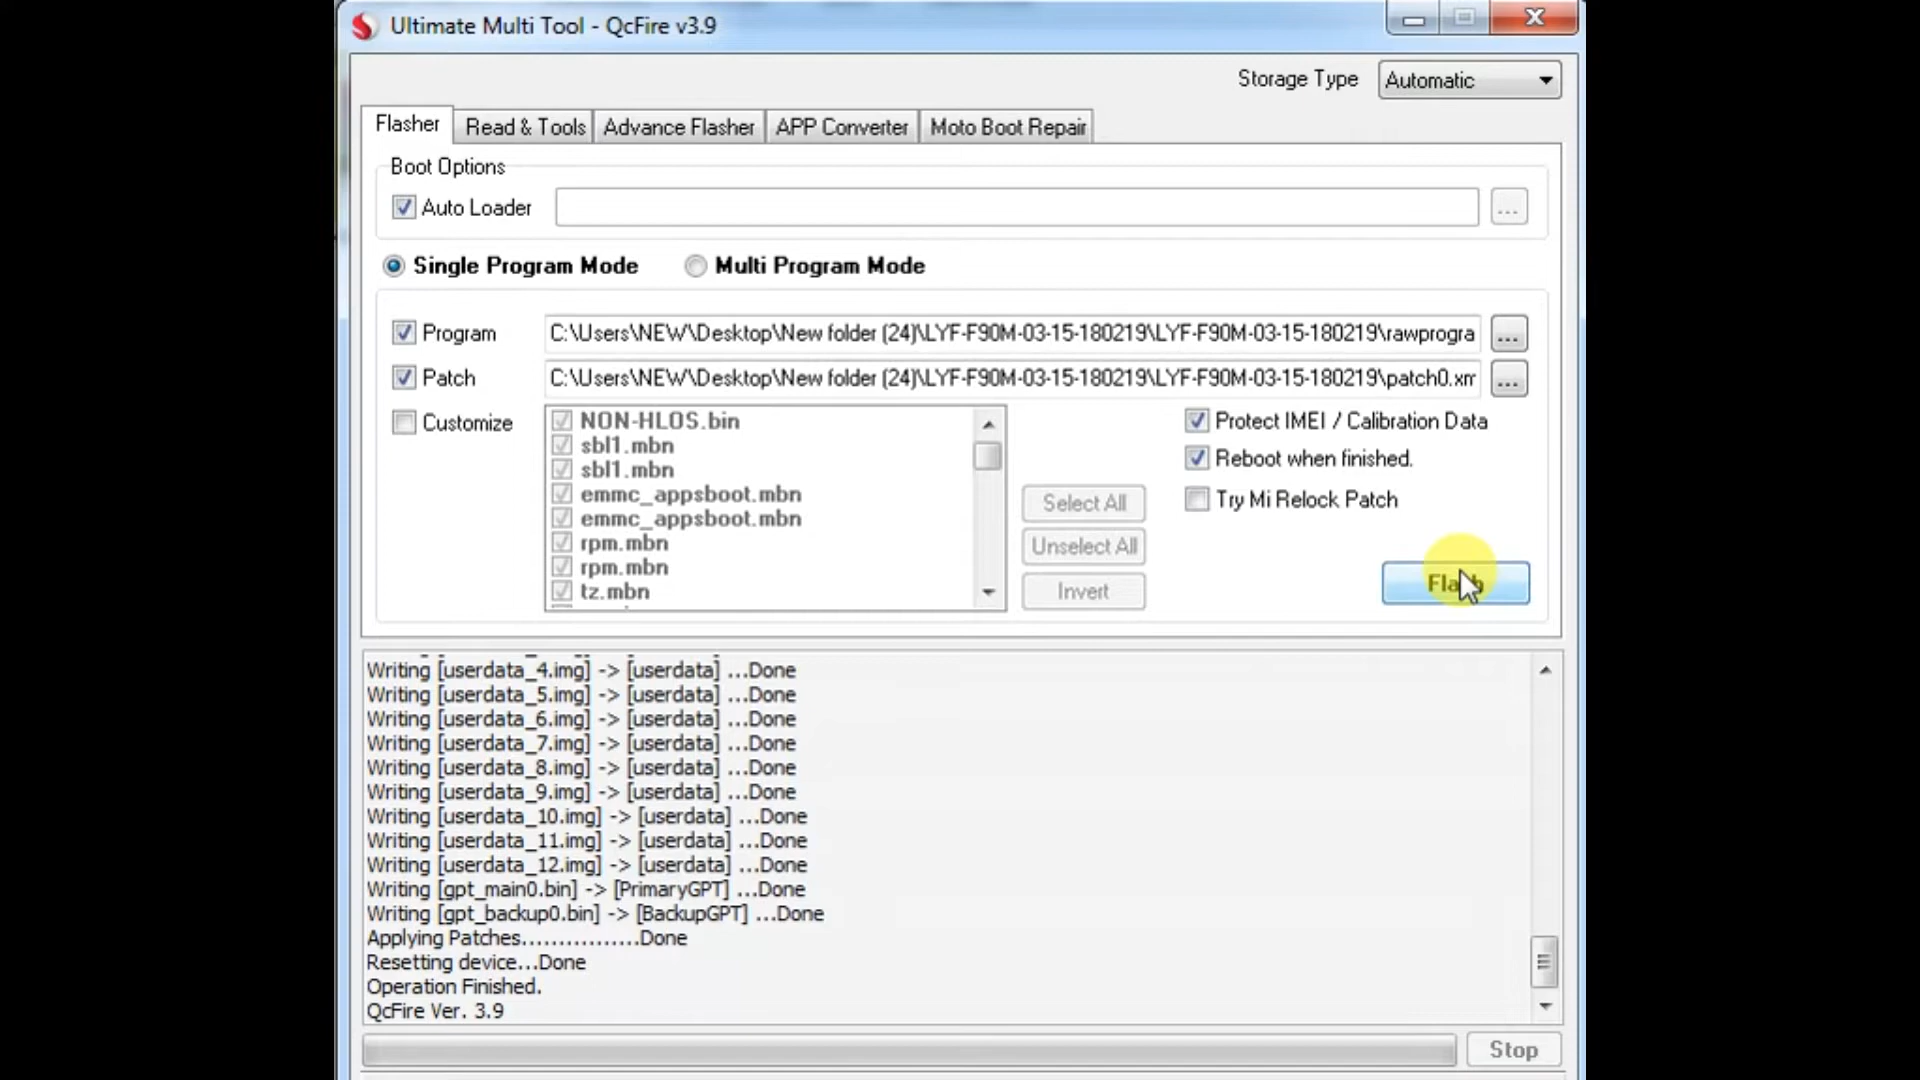 Ultimate Multi Tool - QcFire v3.9
Storage Type Automatic
Flasher Read & Tools Advance Flasher APP Converter Moto Boot Repair
Boot Options
Auto Loader ...
Single Program Mode Multi Program Mode
Program C:\Users\NEW\Desktop\New folder (24)\LYF-F90M-03-15-180219\LYF-F90M-03-15-180219\rawprogra ...
Patch C:\Users\NEW\Desktop\New folder (24)\LYF-F90M-03-15-180219\LYF-F90M-03-15-180219\patch0.xm ...
Customize
NON-HLOS.bin
sbl1.mbn
sbl1.mbn
emmc_appsboot.mbn
emmc_appsboot.mbn
rpm.mbn
rpm.mbn
tz.mbn
Select All
Unselect All
Invert
Protect IMEI / Calibration Data
Reboot when finished.
Try Mi Relock Patch
Flash
Writing [userdata_4.img] -> [userdata] ...Done
Writing [userdata_5.img] -> [userdata] ...Done
Writing [userdata_6.img] -> [userdata] ...Done
Writing [userdata_7.img] -> [userdata] ...Done
Writing [userdata_8.img] -> [userdata] ...Done
Writing [userdata_9.img] -> [userdata] ...Done
Writing [userdata_10.img] -> [userdata] ...Done
Writing [userdata_11.img] -> [userdata] ...Done
Writing [userdata_12.img] -> [userdata] ...Done
Writing [gpt_main0.bin] -> [PrimaryGPT] ...Done
Writing [gpt_backup0.bin] -> [BackupGPT] ...Done
Applying Patches................Done
Resetting device...Done
Operation Finished.
QcFire Ver. 3.9
Stop